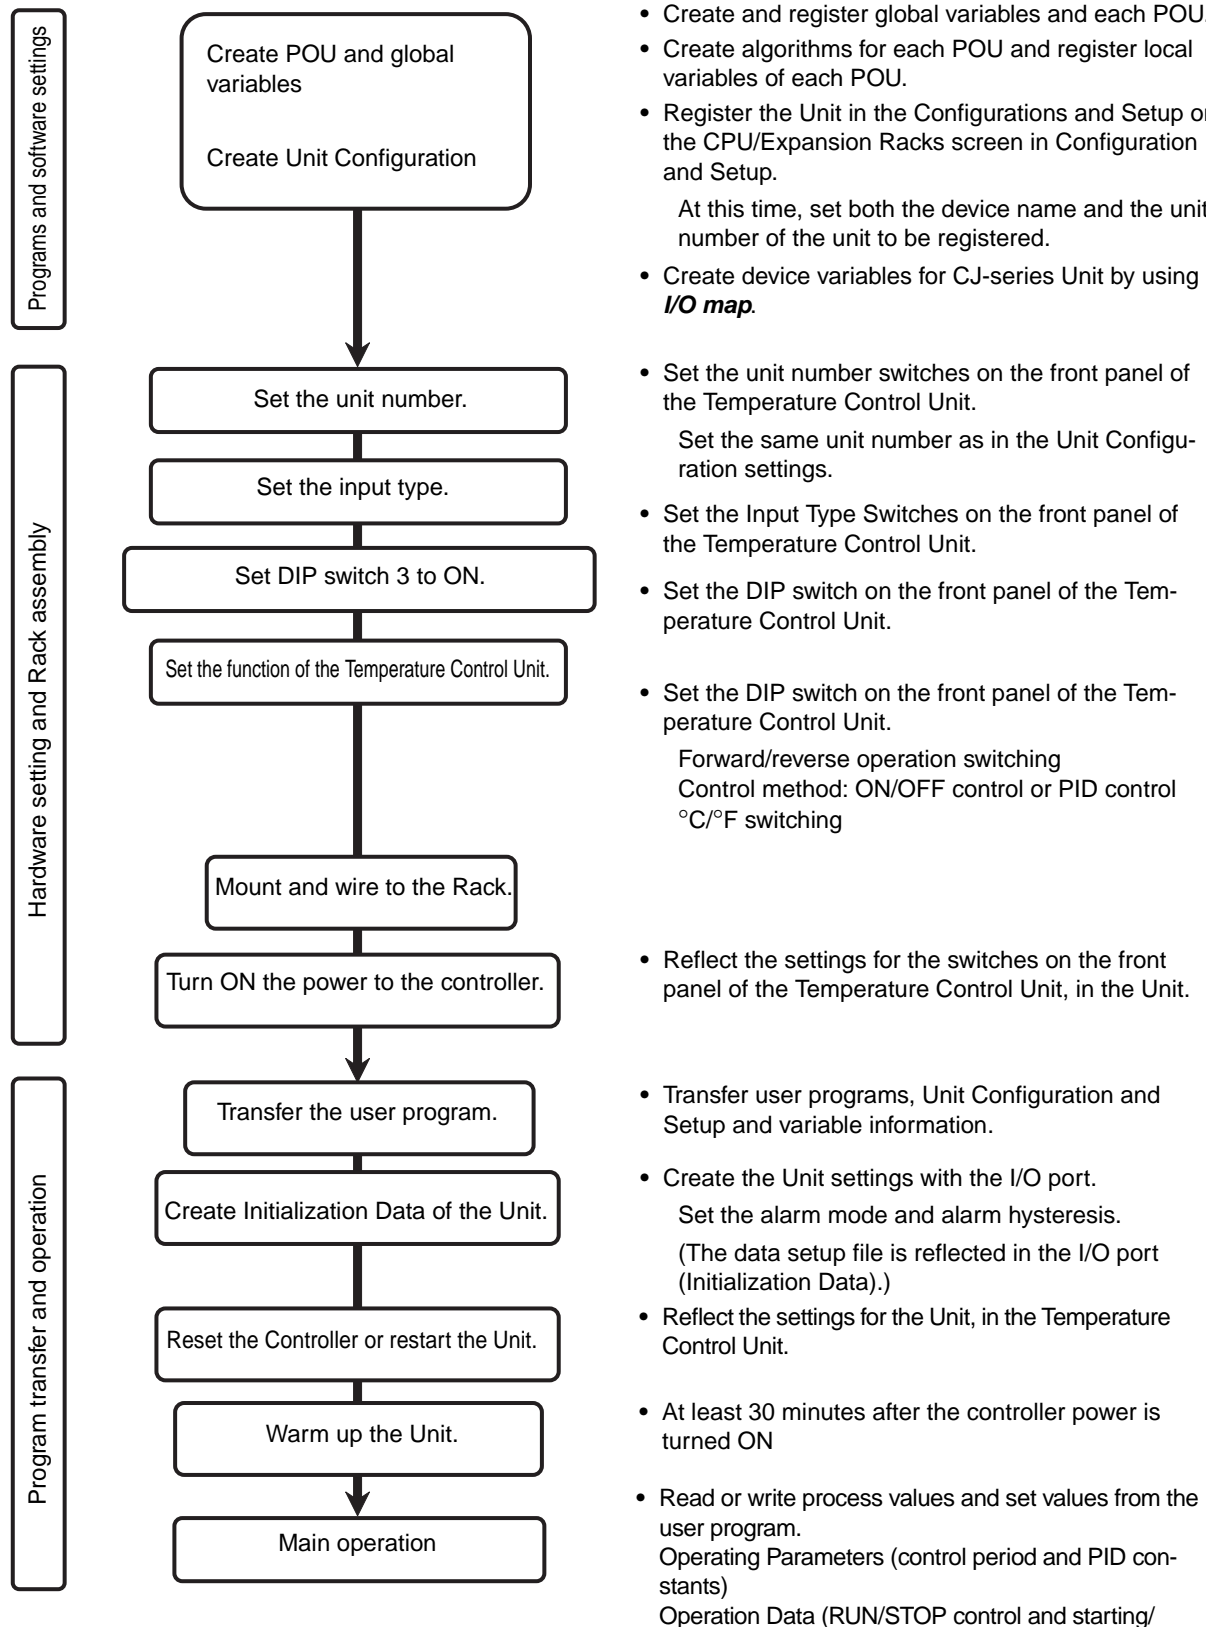 Programs and software settings
Create POU and global
variables
Create Unit Configuration
• Create and register global variables and each POU.
• Create algorithms for each POU and register local
variables of each POU.
• Register the Unit in the Configurations and Setup or
the CPU/Expansion Racks screen in Configuration
and Setup.
At this time, set both the device name and the unit
number of the unit to be registered.
• Create device variables for CJ-series Unit by using
I/O map.
Hardware setting and Rack assembly
Set the unit number.
• Set the unit number switches on the front panel of
the Temperature Control Unit.
Set the same unit number as in the Unit Configu-
ration settings.
Set the input type.
• Set the Input Type Switches on the front panel of
the Temperature Control Unit.
Set DIP switch 3 to ON.
• Set the DIP switch on the front panel of the Tem-
perature Control Unit.
Set the function of the Temperature Control Unit.
• Set the DIP switch on the front panel of the Tem-
perature Control Unit.
Forward/reverse operation switching
Control method: ON/OFF control or PID control
°C/°F switching
Mount and wire to the Rack.
Turn ON the power to the controller.
• Reflect the settings for the switches on the front
panel of the Temperature Control Unit, in the Unit.
Program transfer and operation
Transfer the user program.
• Transfer user programs, Unit Configuration and
Setup and variable information.
Create Initialization Data of the Unit.
• Create the Unit settings with the I/O port.
Set the alarm mode and alarm hysteresis.
(The data setup file is reflected in the I/O port
(Initialization Data).)
Reset the Controller or restart the Unit.
• Reflect the settings for the Unit, in the Temperature
Control Unit.
Warm up the Unit.
• At least 30 minutes after the controller power is
turned ON
Main operation
• Read or write process values and set values from the
user program.
Operating Parameters (control period and PID con-
stants)
Operation Data (RUN/STOP control and starting/